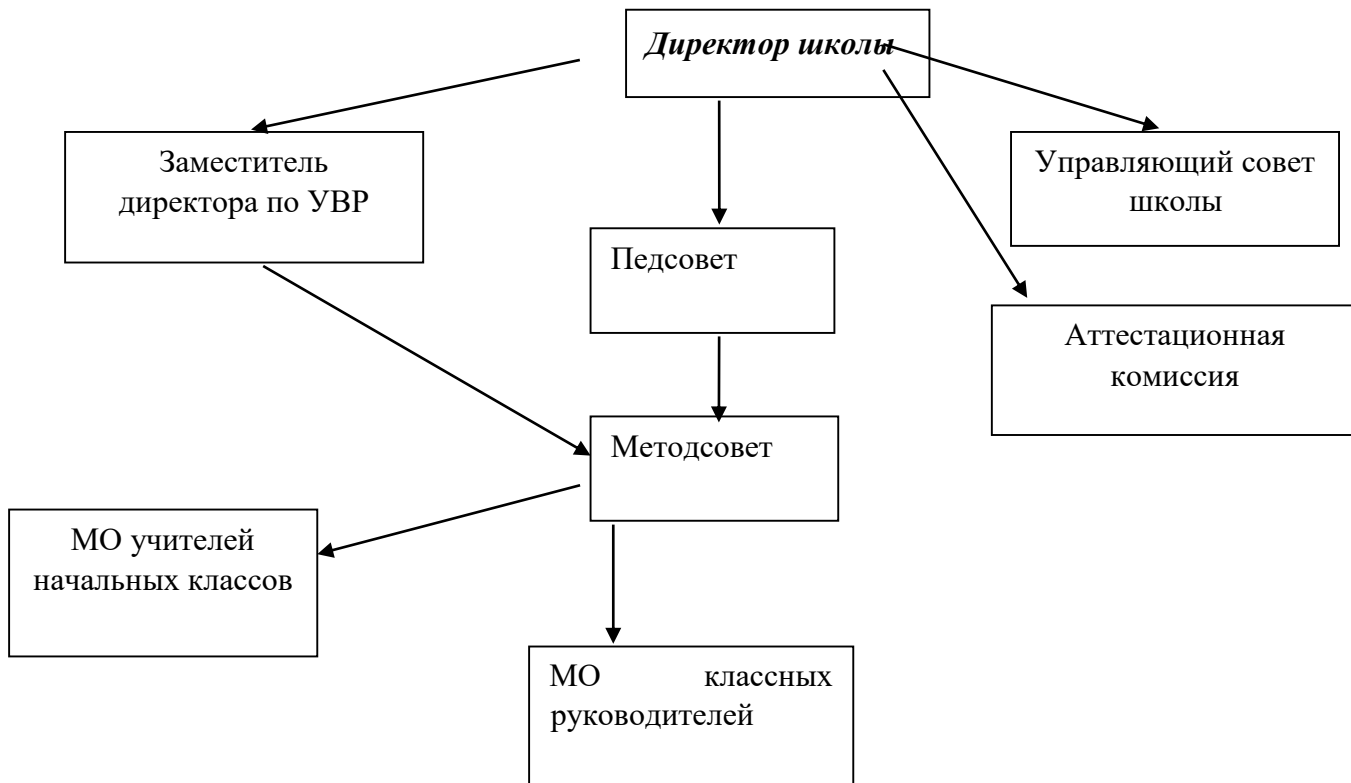 Директор школы
Заместитель
директора по УВР
Управляющий совет
школы
Педсовет
Аттестационная
комиссия
Методсовет
МО учителей
начальных классов
МО классных
руководителей